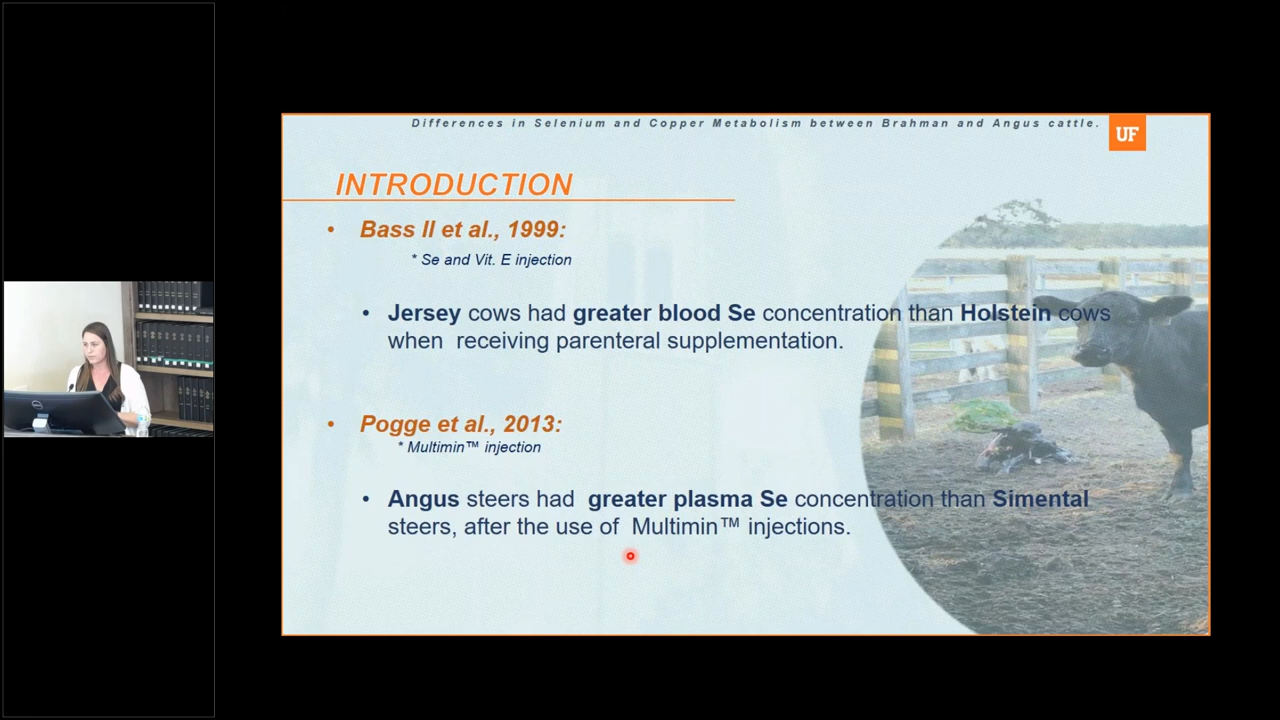 Differences in Selenium and Copper Metabolism between Brahman and Angus cattle.
UF
INTRODUCTION
• Bass II et al., 1999:
* Se and Vit. E injection
• Jersey cows had greater blood Se concentration than Holstein cows
when receiving parenteral supplementation.
• Pogge et al., 2013:
* Multimin™ injection
• Angus steers had greater plasma Se concentration than Simental
steers, after the use of Multimin™ injections.